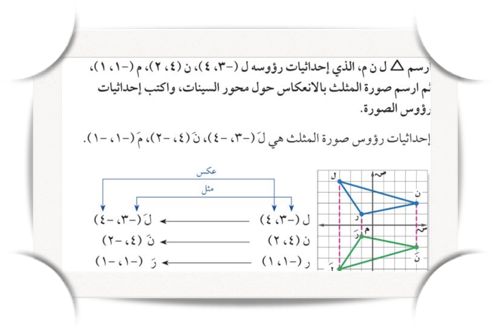 ارسم △ ل ن م، الذي إحداثيات رؤوسه ل (-٣، ٤)، ن (٤، ٢)، م (-١، ١)،
ثم ارسم صورة المثلث بالانعكاس حول محور السينات، واكتب إحداثيات
رؤوس الصورة.
إحداثيات رؤوس صورة المثلث هي لَ (-٣، -٤)، نَ (٤، -٢)، مَ (-١، -١).
عكس
مثل
ل (-٣، ٤) لَ (-٣، -٤)
ن (٤، ٢) نَ (٤، -٢)
ر (-١، ١) رَ (-١، -١)
ص
ل
ن
ر
س
م
رَ
نَ